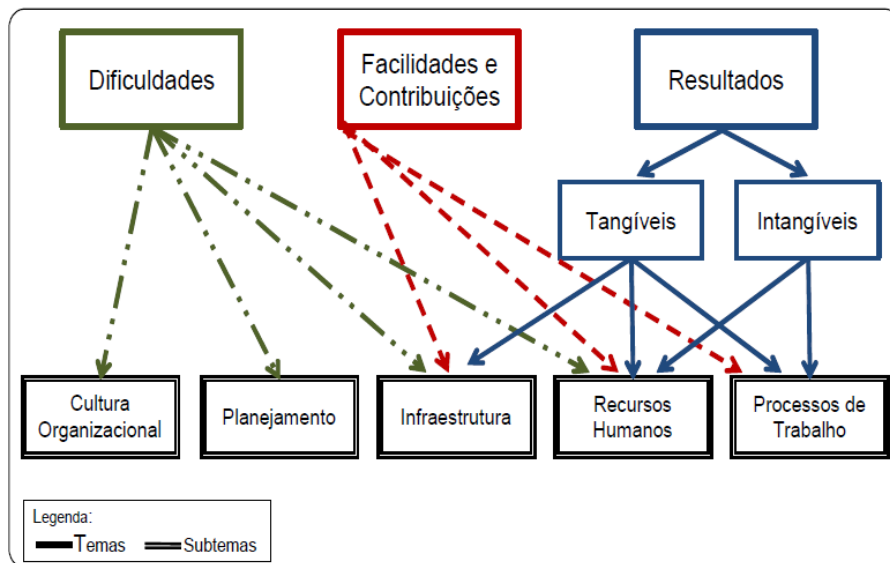 Dificuldades
Facilidades e
Contribuições
Resultados
Tangíveis
Intangíveis
Cultura
Organizacional
Planejamento
Infraestrutura
Recursos
Humanos
Processos de
Trabalho
Legenda:
Temas
Subtemas